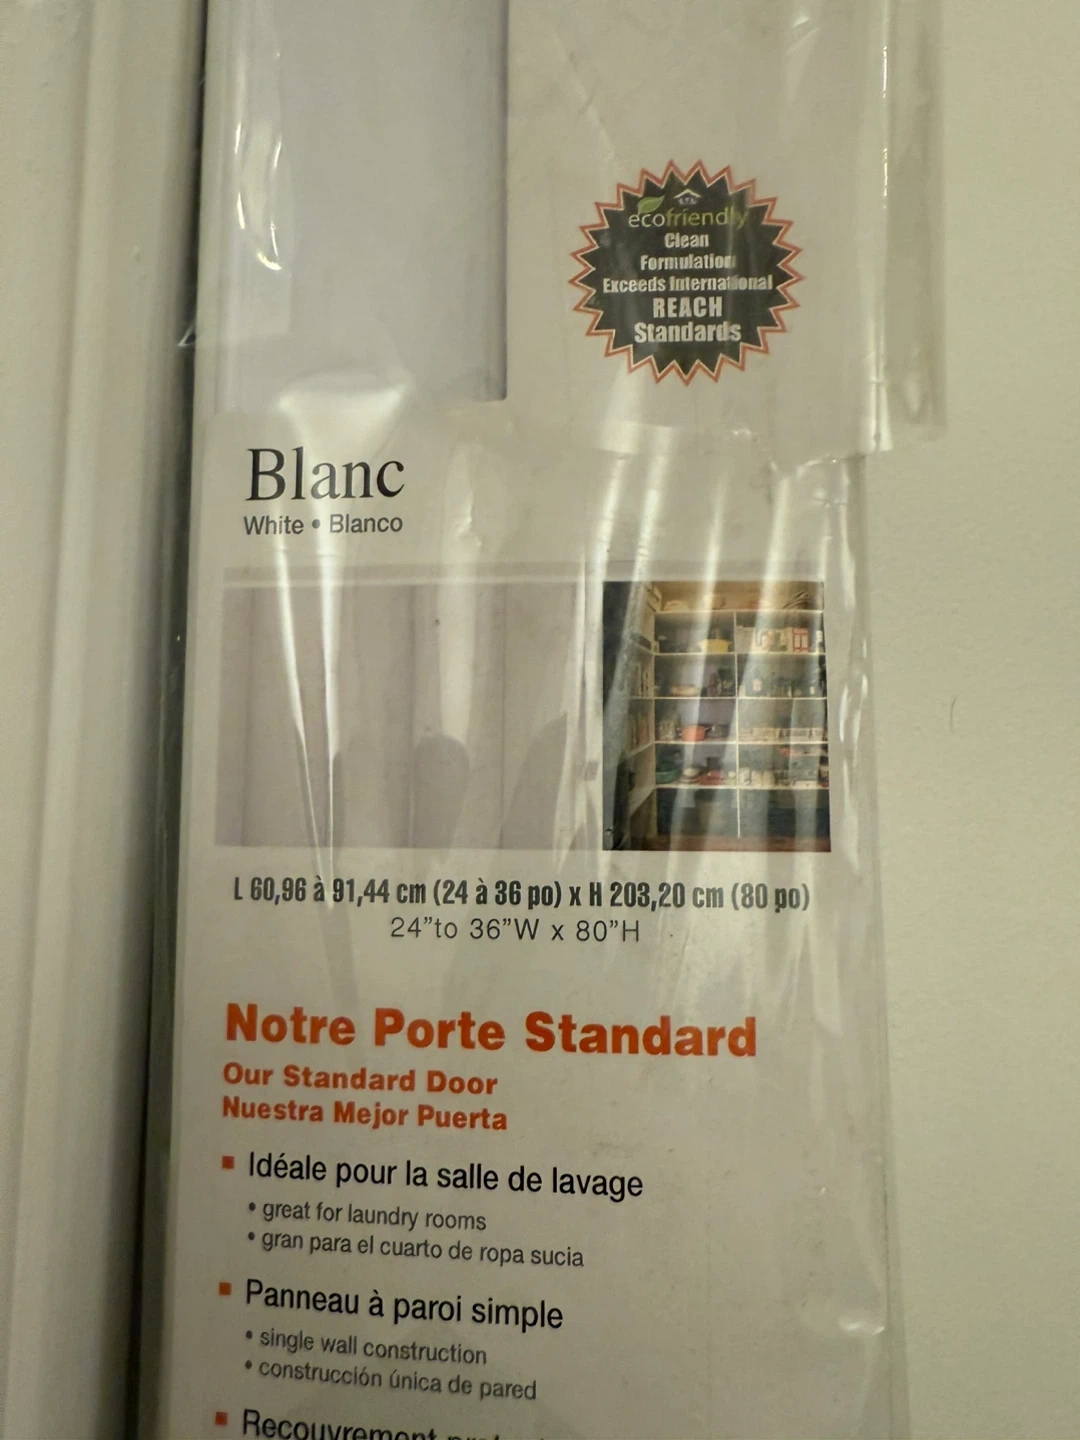 ecofriendly
Clean
Formulation
Exceeds International
REACH
Standards
Blanc
White • Blanco
L 60,96 à 91,44 cm (24 à 36 po) x H 203,20 cm (80 po)
24”to 36”W x 80”H
Notre Porte Standard
Our Standard Door
Nuestra Mejor Puerta
Idéale pour la salle de lavage
• great for laundry rooms
• gran para el cuarto de ropa sucia
Panneau à paroi simple
• single wall construction
• construcción única de pared
Recouvrement